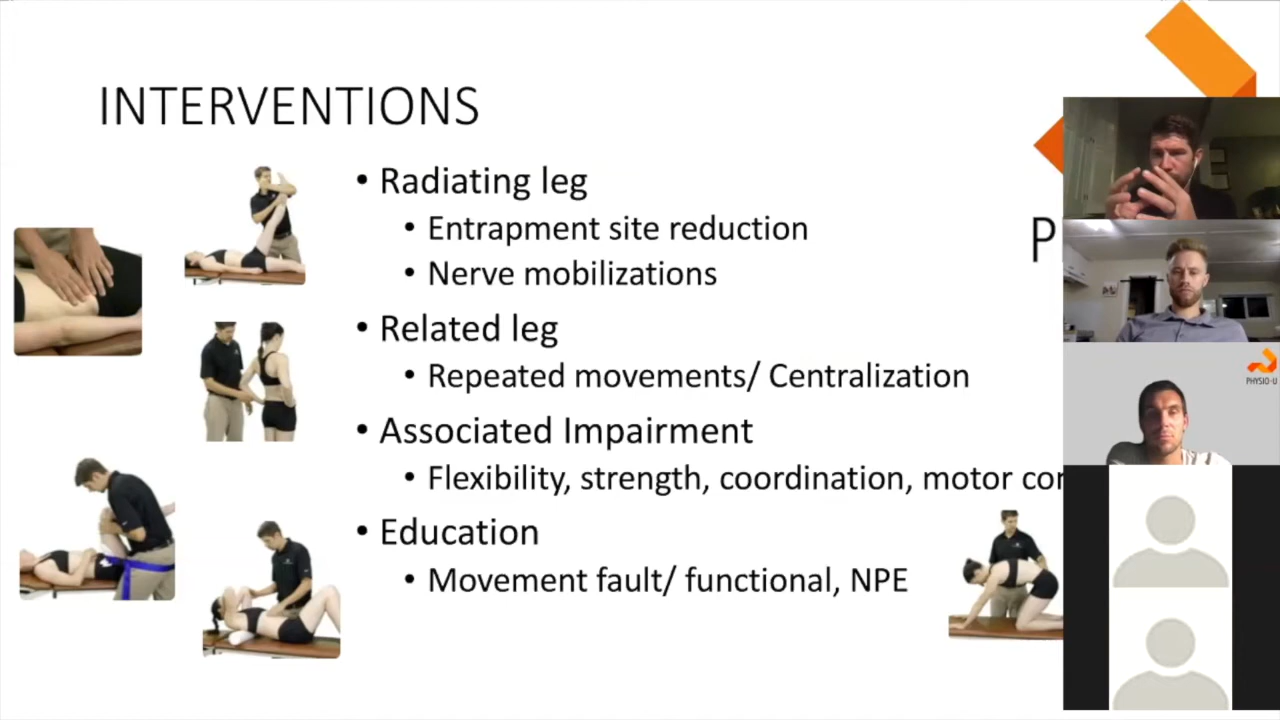 INTERVENTIONS
• Radiating leg
• Entrapment site reduction
• Nerve mobilizations
• Related leg
• Repeated movements/ Centralization
• Associated Impairment
• Flexibility, strength, coordination, motor
• Education
• Movement fault/ functional, NPE
P
PHYSIO-U